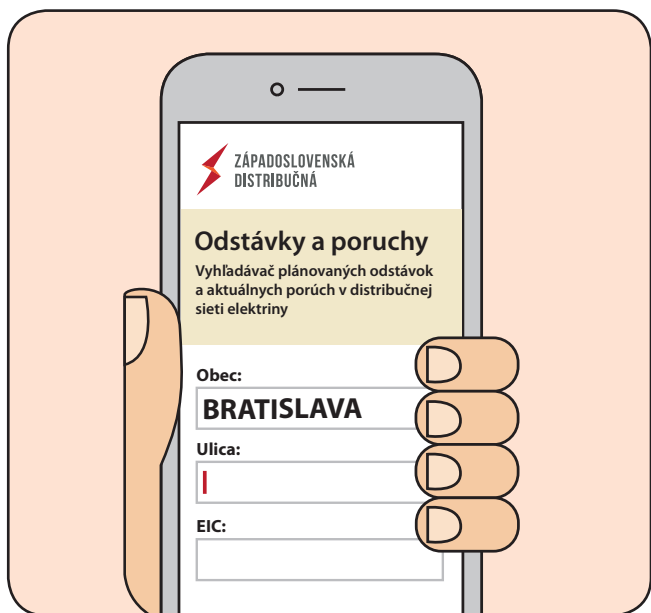 ZÁPADOSLOVENSKÁ
DISTRIBUČNÁ
Odstávky a poruchy
Vyhľadávač plánovaných odstávok
a aktuálnych porúch v distribučnej
sieti elektriny
Obec:
BRATISLAVA
Ulica:
EIC: